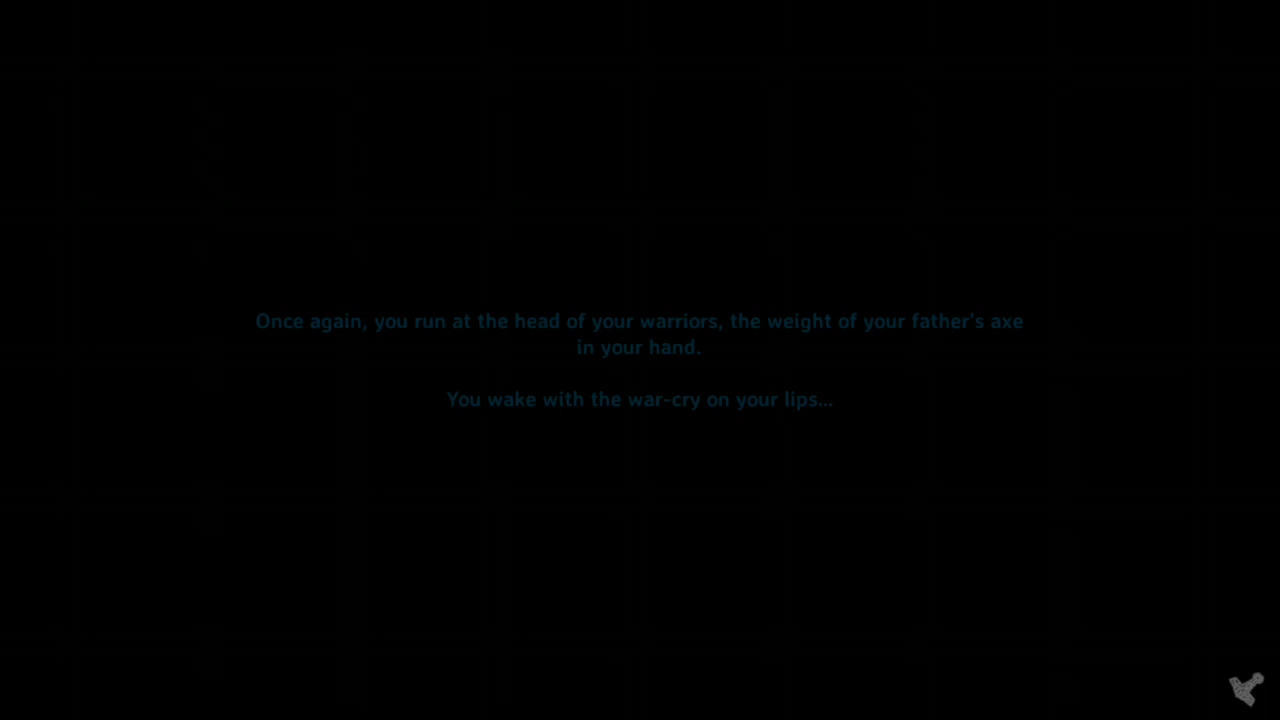 Once again, you run at the head of your warriors, the weight of your father's axe
in your hand.
You wake with the war-cry on your lips...